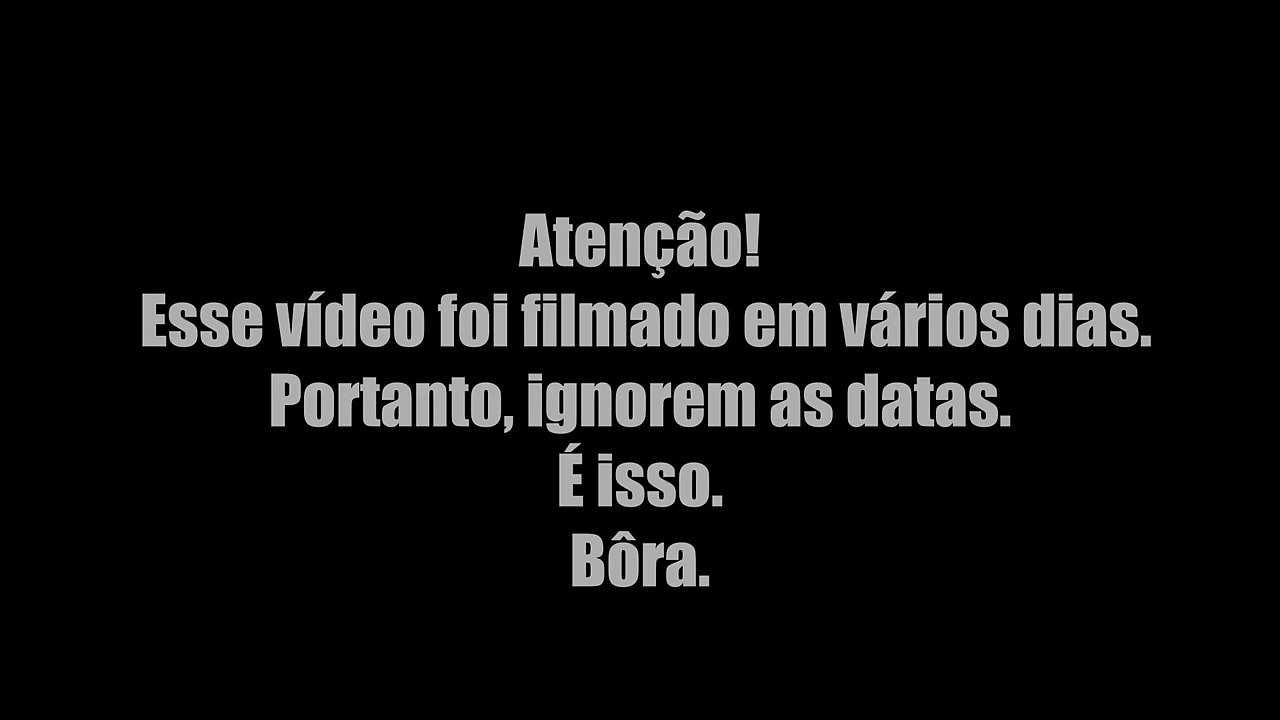 Atenção!
Esse vídeo foi filmado em vários dias.
Portanto, ignorem as datas.
É isso.
Bôra.